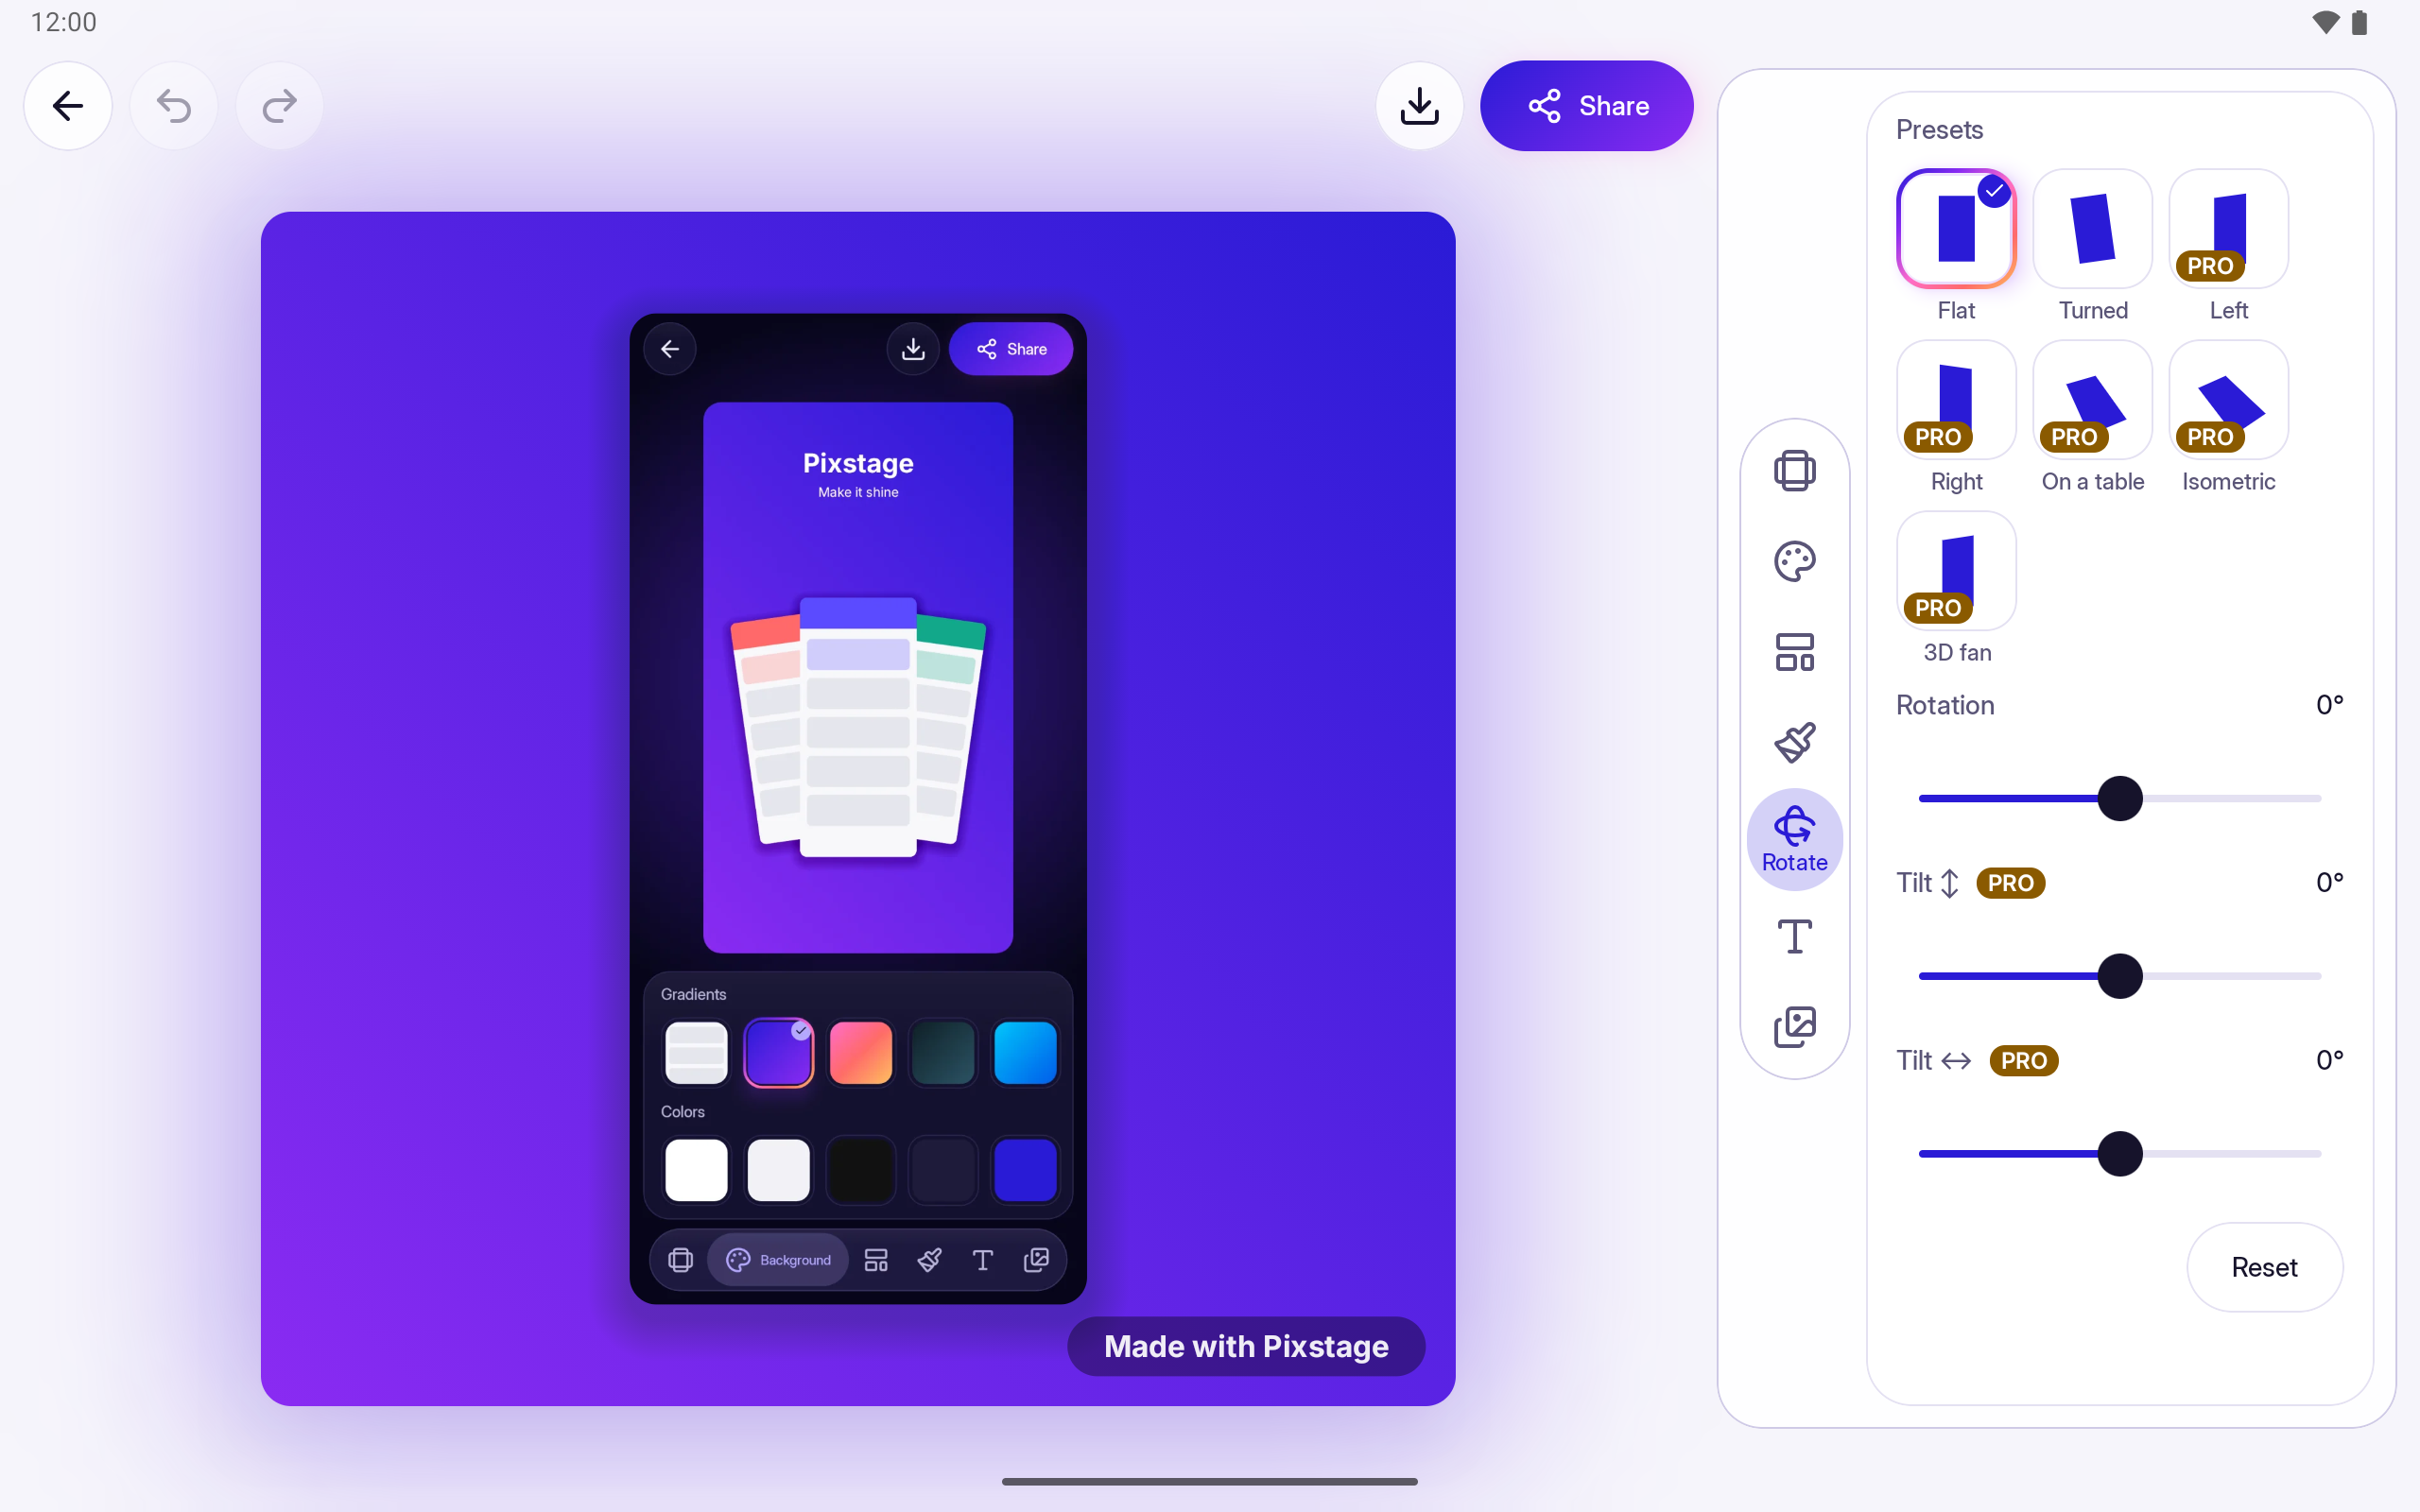 12:00
Share
Share
Pixstage
Make it shine
Gradients
Colors
Background
Made with Pixstage
Presets
Flat
Turned
PRO
Left
PRO
Right
PRO
On a table
PRO
Isometric
PRO
3D fan
Rotation 0°
Rotate
Tilt PRO 0°
Tilt PRO 0°
Reset